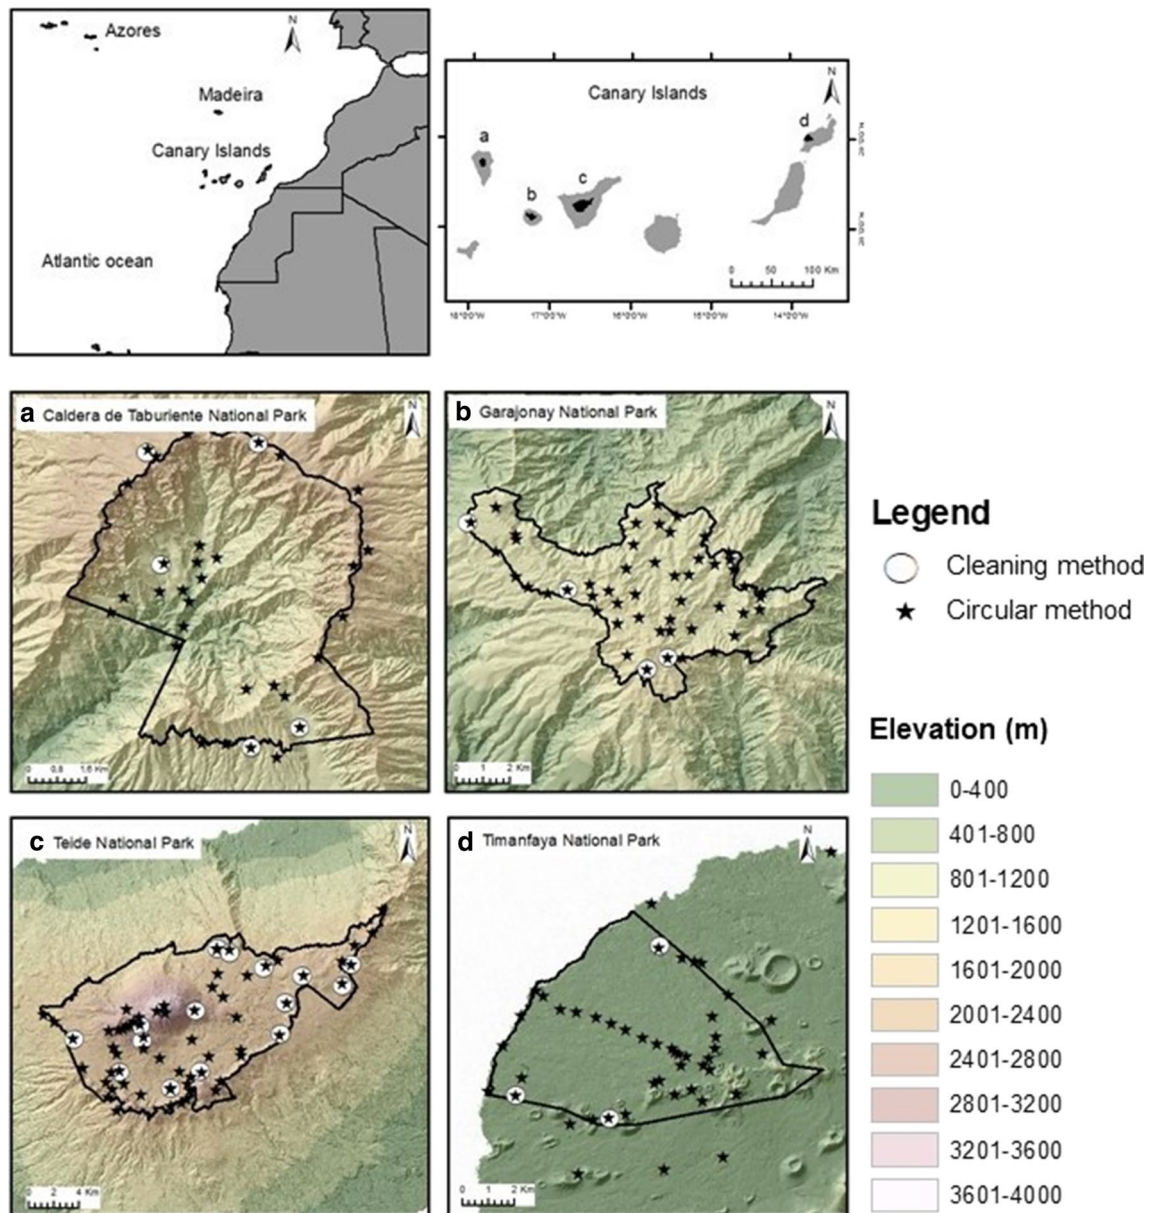 Azores
N
Madeira
Canary Islands
Atlantic ocean
Canary Islands
N
a
b
c
d
0 50 100 Km
18°0'0"W 17°0'0"W 16°0'0"W 15°0'0"W 14°0'0"W
a Caldera de Taburiente National Park
N
0 0,8 1,6 Km
b Garajonay National Park
N
0 1 2 Km
Legend
Cleaning method
Circular method
Elevation (m)
0-400
401-800
801-1200
1201-1600
1601-2000
2001-2400
2401-2800
2801-3200
3201-3600
3601-4000
c Teide National Park
N
0 2 4 Km
d Timanfaya National Park
N
0 1 2 Km